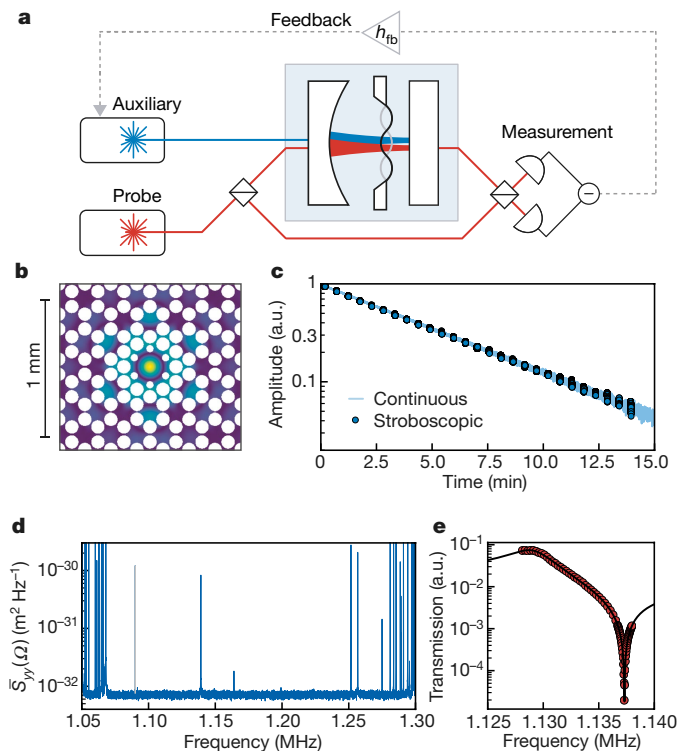 a
Feedback
h_fb
Auxiliary
Measurement
Probe
−
b
1 mm
c
Amplitude (a.u.)
1
0.3
0.1
Continuous
Stroboscopic
0 2.5 5.0 7.5 10.0 12.5 15.0
Time (min)
d
S̅_yy(Ω) (m² Hz⁻¹)
10⁻³⁰
10⁻³¹
10⁻³²
1.05 1.10 1.15 1.20 1.25 1.30
Frequency (MHz)
e
Transmission (a.u.)
10⁻¹
10⁻²
10⁻³
10⁻⁴
1.125 1.130 1.135 1.140
Frequency (MHz)